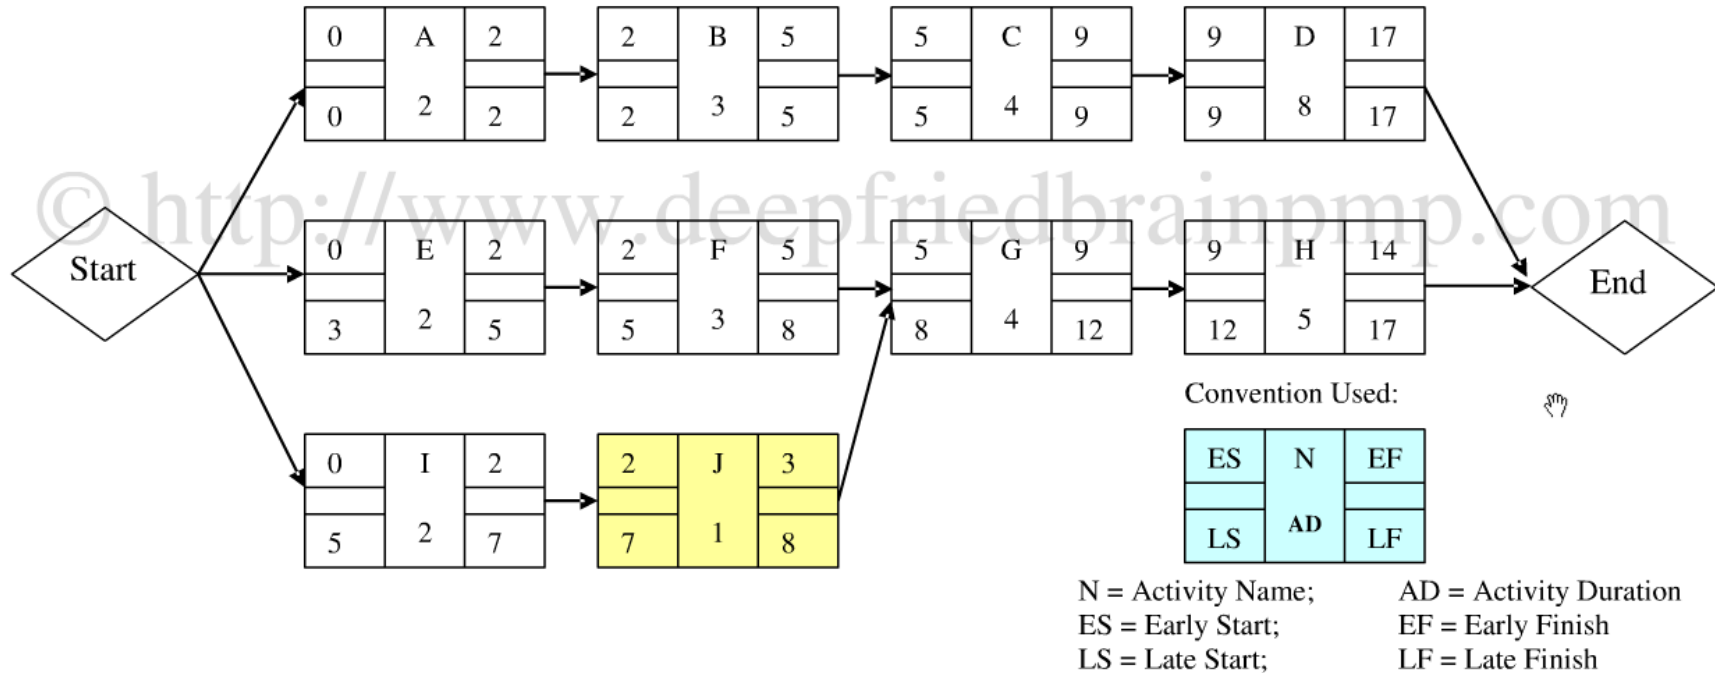 0 A 2 2 B 5 5 C 9 9 D 17
0 2 2 2 3 5 5 4 9 9 8 17
© http://www.deepfriedbrainpmp.com
0 E 2 2 F 5 5 G 9 9 H 14
Start End
3 2 5 5 3 8 8 4 12 12 5 17
Convention Used:
0 I 2 2 J 3 ES N EF
5 2 7 7 1 8 LS AD LF
N = Activity Name; AD = Activity Duration
ES = Early Start; EF = Early Finish
LS = Late Start; LF = Late Finish